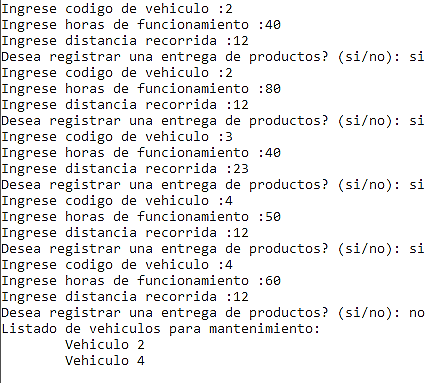 Ingrese codigo de vehiculo :2
Ingrese horas de funcionamiento :40
Ingrese distancia recorrida :12
Desea registrar una entrega de productos? (si/no): si
Ingrese codigo de vehiculo :2
Ingrese horas de funcionamiento :80
Ingrese distancia recorrida :12
Desea registrar una entrega de productos? (si/no): si
Ingrese codigo de vehiculo :3
Ingrese horas de funcionamiento :40
Ingrese distancia recorrida :23
Desea registrar una entrega de productos? (si/no): si
Ingrese codigo de vehiculo :4
Ingrese horas de funcionamiento :50
Ingrese distancia recorrida :12
Desea registrar una entrega de productos? (si/no): si
Ingrese codigo de vehiculo :4
Ingrese horas de funcionamiento :60
Ingrese distancia recorrida :12
Desea registrar una entrega de productos? (si/no): no
Listado de vehiculos para mantenimiento:
Vehiculo 2
Vehiculo 4